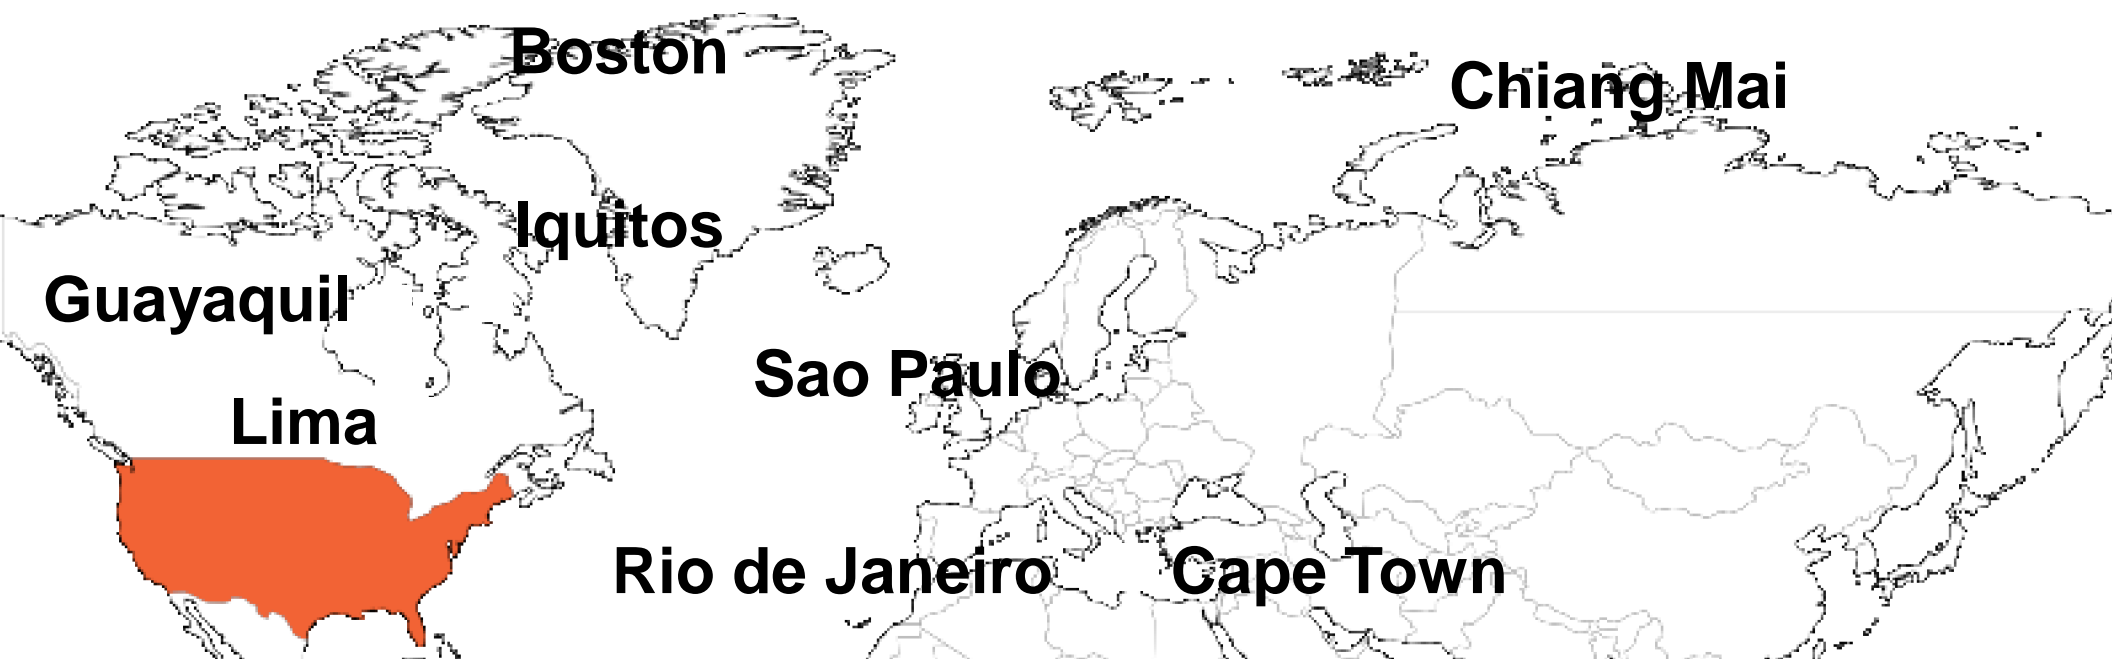 Boston
Chiang Mai
Iquitos
Guayaquil
Sao Paulo
Lima
Rio de Janeiro
Cape Town